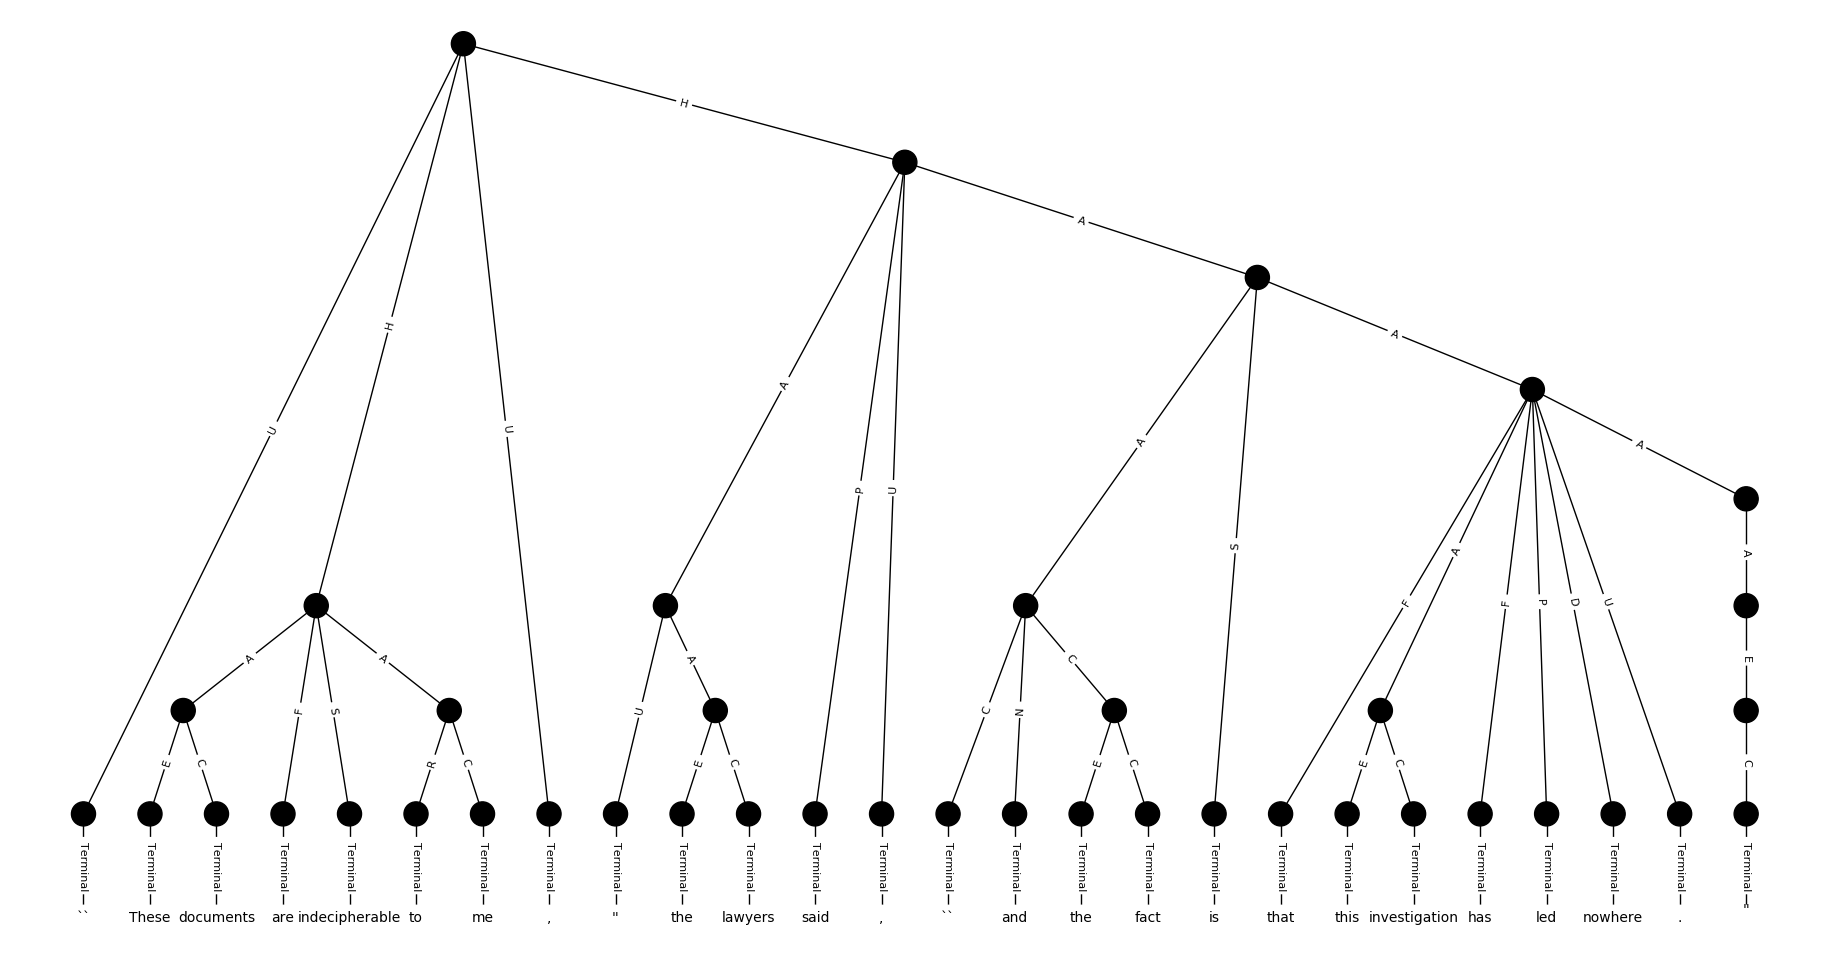 H
A
A
H
A
U
U
A
A
A
P
U
S
A
A
F
F
P
D
U
A
A
A
C
E
F
S
U
C
N
E
E
C
R
C
E
C
E
C
E
C
C
Terminal Terminal Terminal Terminal Terminal Terminal Terminal Terminal Terminal Terminal Terminal Terminal Terminal Terminal Terminal Terminal Terminal Terminal Terminal Terminal Terminal Terminal Terminal Terminal Terminal Terminal
`` These documents are indecipherable to me , " the lawyers said , `` and the fact is that this investigation has led nowhere . "